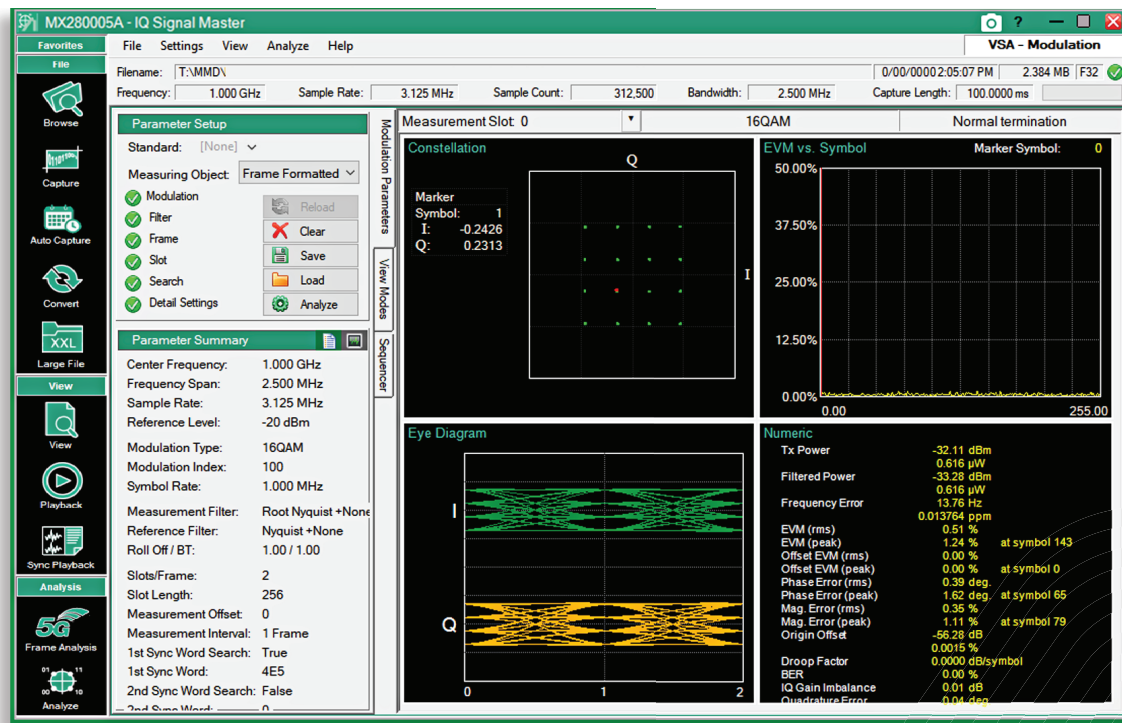 MX280005A - IQ Signal Master
?
Favorites
File
Browse
Capture
Auto Capture
Convert
XXL
Large File
View
View
Playback
Sync Playback
Analysis
5G
Frame Analysis
01 11
00 10
Analyze
File Settings View Analyze Help
VSA - Modulation
Filename: T:\MMD\ 0/00/0000 2:05:07 PM 2.384 MB F32
Frequency: 1.000 GHz Sample Rate: 3.125 MHz Sample Count: 312,500 Bandwidth: 2.500 MHz Capture Length: 100.0000 ms
Parameter Setup
Standard: [None]
Measuring Object: Frame Formatted
Modulation
Filter
Frame
Slot
Search
Detail Settings
Reload
Clear
Save
Load
Analyze
Modulation Parameters
View Modes
Sequencer
Parameter Summary
Center Frequency: 1.000 GHz
Frequency Span: 2.500 MHz
Sample Rate: 3.125 MHz
Reference Level: -20 dBm
Modulation Type: 16QAM
Modulation Index: 100
Symbol Rate: 1.000 MHz
Measurement Filter: Root Nyquist +None
Reference Filter: Nyquist +None
Roll Off / BT: 1.00 / 1.00
Slots/Frame: 2
Slot Length: 256
Measurement Offset: 0
Measurement Interval: 1 Frame
1st Sync Word Search: True
1st Sync Word: 4E5
2nd Sync Word Search: False
2nd Sync Word: 0
Measurement Slot: 0 16QAM Normal termination
Constellation
Q
I
Marker
Symbol: 1
I: -0.2426
Q: 0.2313
EVM vs. Symbol Marker Symbol: 0
50.00%
37.50%
25.00%
12.50%
0.00%
0.00 255.00
Eye Diagram
I
Q
0 1 2
Numeric
Tx Power -32.11 dBm
0.616 µW
Filtered Power -33.28 dBm
0.616 µW
Frequency Error 13.76 Hz
0.013764 ppm
EVM (rms) 0.51 %
EVM (peak) 1.24 % at symbol 143
Offset EVM (rms) 0.00 %
Offset EVM (peak) 0.00 % at symbol 0
Phase Error (rms) 0.39 deg.
Phase Error (peak) 1.62 deg. at symbol 65
Mag. Error (rms) 0.35 %
Mag. Error (peak) 1.11 % at symbol 79
Origin Offset -56.28 dB
0.0015 %
Droop Factor 0.0000 dB/symbol
BER 0.00 %
IQ Gain Imbalance 0.01 dB
Quadrature Error 0.04 deg.